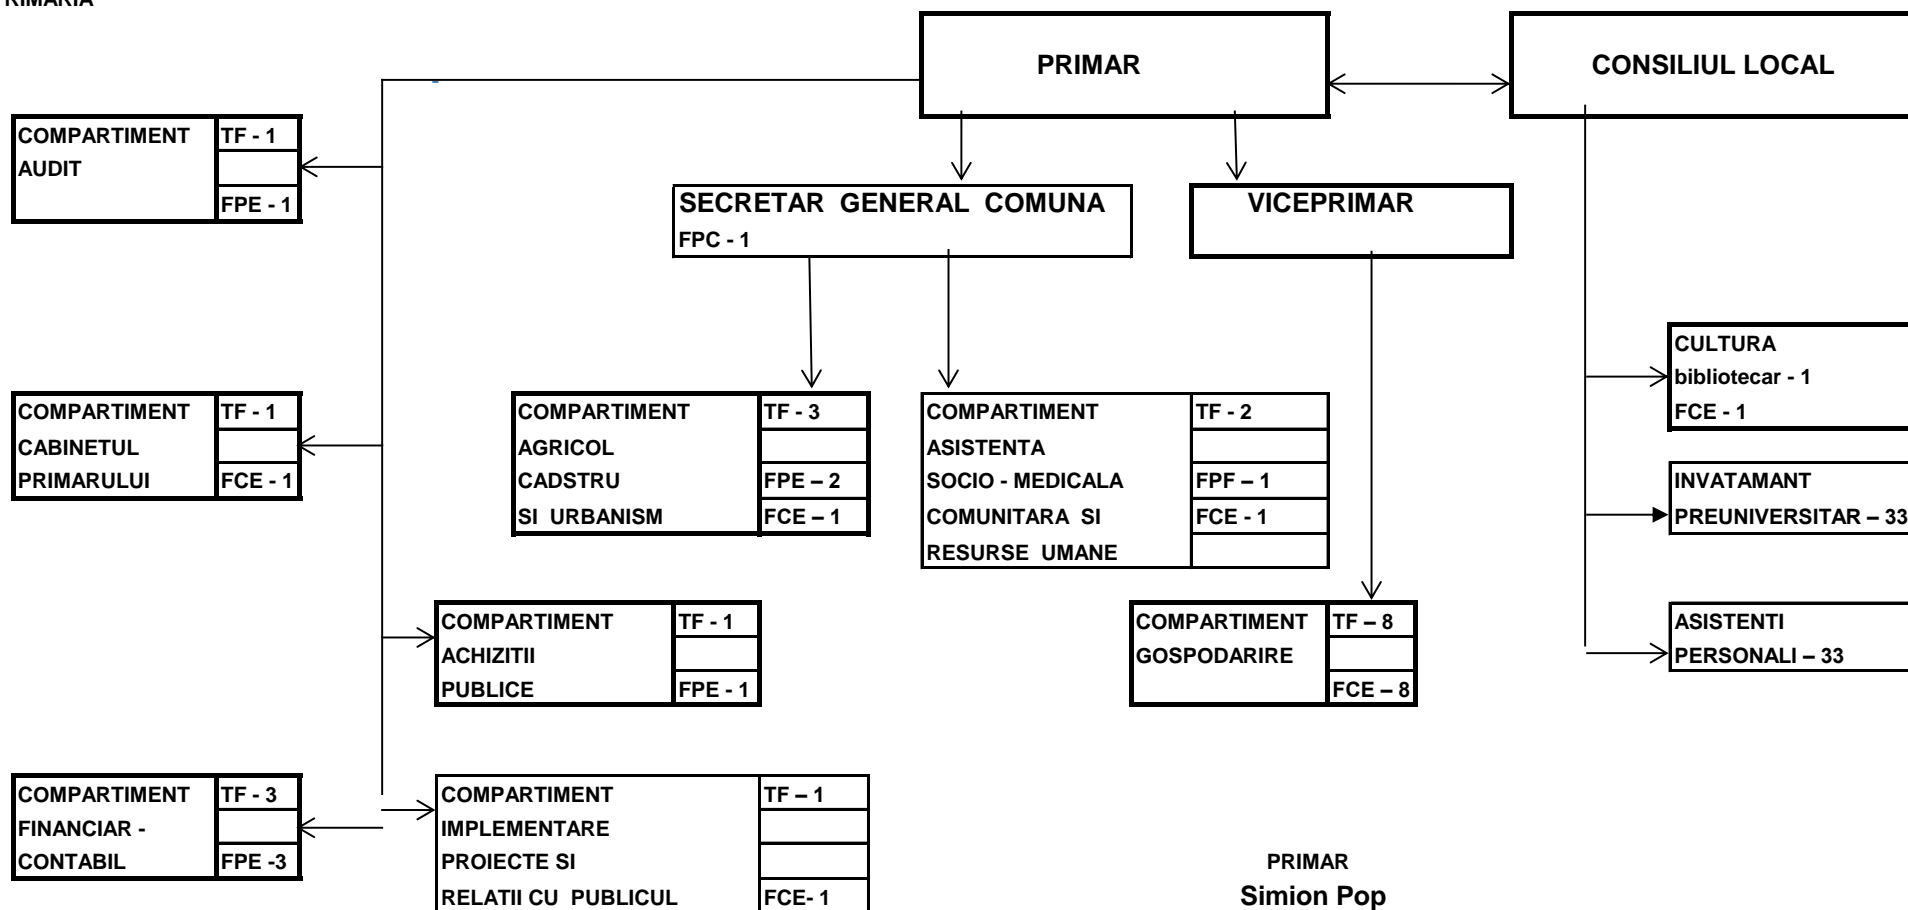 RIMARIA
PRIMAR
CONSILIUL LOCAL
COMPARTIMENT TF - 1
AUDIT
FPE - 1
SECRETAR GENERAL COMUNA
FPC - 1
VICEPRIMAR
CULTURA
bibliotecar - 1
FCE - 1
COMPARTIMENT TF - 1
CABINETUL
PRIMARULUI FCE - 1
COMPARTIMENT TF - 3
AGRICOL
CADSTRU FPE – 2
SI URBANISM FCE – 1
COMPARTIMENT TF - 2
ASISTENTA
SOCIO - MEDICALA FPF – 1
COMUNITARA SI FCE - 1
RESURSE UMANE
INVATAMANT
PREUNIVERSITAR – 33
COMPARTIMENT TF - 1
ACHIZITII
PUBLICE FPE - 1
COMPARTIMENT TF – 8
GOSPODARIRE
FCE – 8
ASISTENTI
PERSONALI – 33
COMPARTIMENT TF - 3
FINANCIAR -
CONTABIL FPE -3
COMPARTIMENT TF – 1
IMPLEMENTARE
PROIECTE SI
RELATII CU PUBLICUL FCE- 1
PRIMAR
Simion Pop